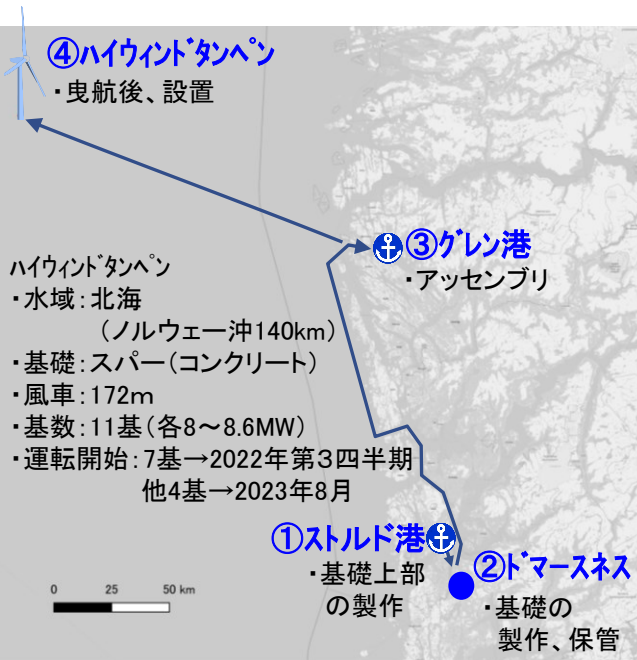 ④ハイウィンドタンペン
・曳航後、設置
③グレン港
・アッセンブリ
ハイウィンドタンペン
・水域：北海
（ノルウェー沖140km）
・基礎：スパー（コンクリート）
・風車：172m
・基数：11基（各8～8.6MW）
・運転開始：7基→2022年第３四半期
他4基→2023年8月
①ストルド港
・基礎上部
の製作
②ドマースネス
・基礎の
製作、保管
0 25 50 km